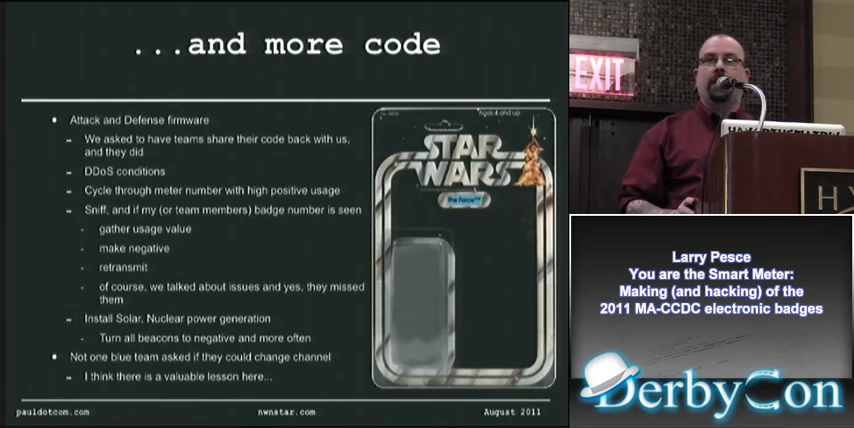 ...and more code
Attack and Defense firmware
We asked to have teams share their code back with us,
and they did
DDoS conditions
Cycle through meter number with high positive usage
Sniff, and if my (or team members) badge number is seen
gather usage value
make negative
retransmit
of course, we talked about issues and yes, they missed
them
Install Solar, Nuclear power generation
Turn all beacons to negative and more often
Not one blue team asked if they could change channel
I think there is a valuable lesson here...
Ages 4 and up
STAR
WARS
the Force™
pauldotcom.com
nwnstar.com
August 2011
EXIT
Larry Pesce
You are the Smart Meter:
Making (and hacking) of the
2011 MA-CCDC electronic badges
DerbyCon